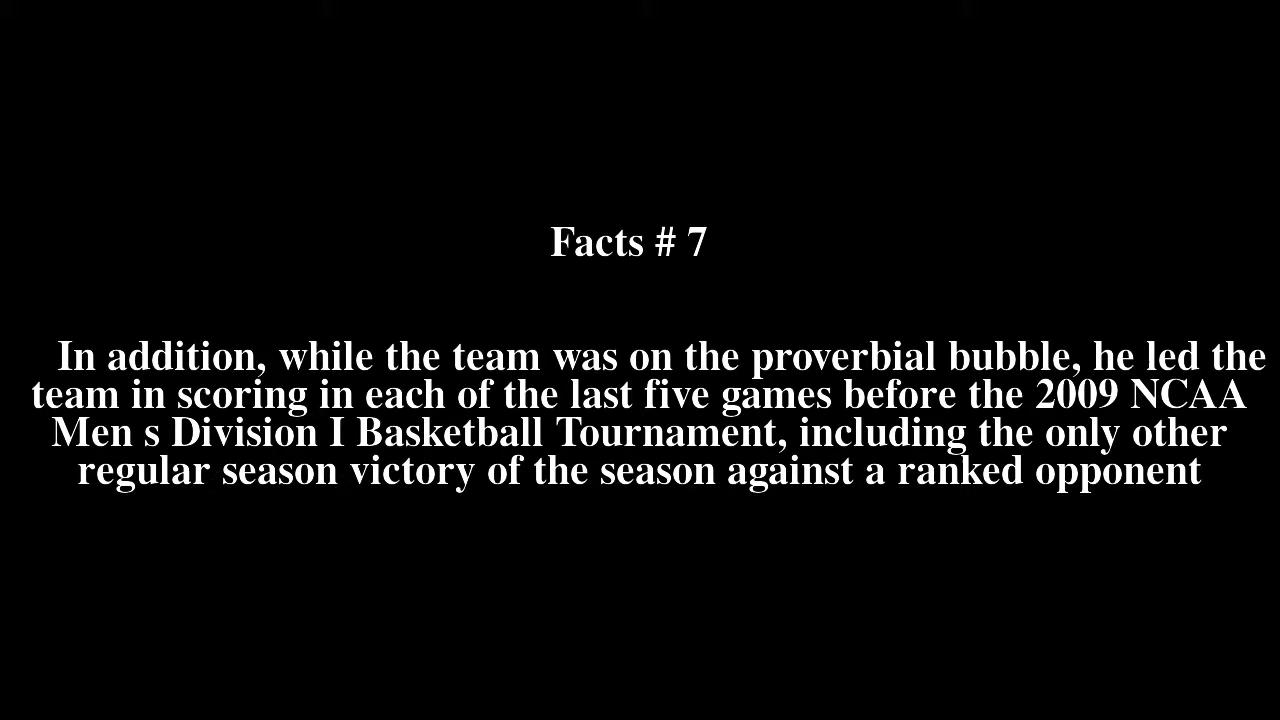 Facts # 7
In addition, while the team was on the proverbial bubble, he led the
team in scoring in each of the last five games before the 2009 NCAA
Men s Division I Basketball Tournament, including the only other
regular season victory of the season against a ranked opponent